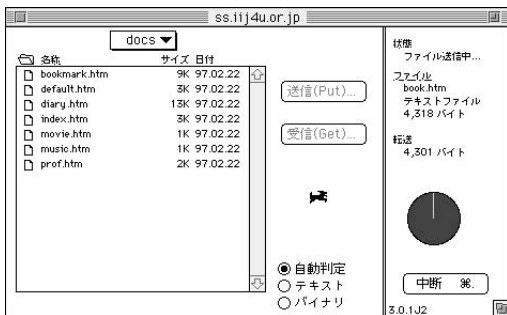 ss.iij4u.or.jp
docs
名称 サイズ 日付
bookmark.htm 9K 97.02.22
default.htm 3K 97.02.22
diary.htm 13K 97.02.22
index.htm 3K 97.02.22
movie.htm 1K 97.02.22
music.htm 1K 97.02.22
prof.htm 2K 97.02.22
送信(Put)...
受信(Get)...
自動判定
テキスト
バイナリ
状態
ファイル送信中...
ファイル
book.htm
テキストファイル
4,318 バイト
転送
4,301 バイト
中断 ⌘.
3.0.1J2